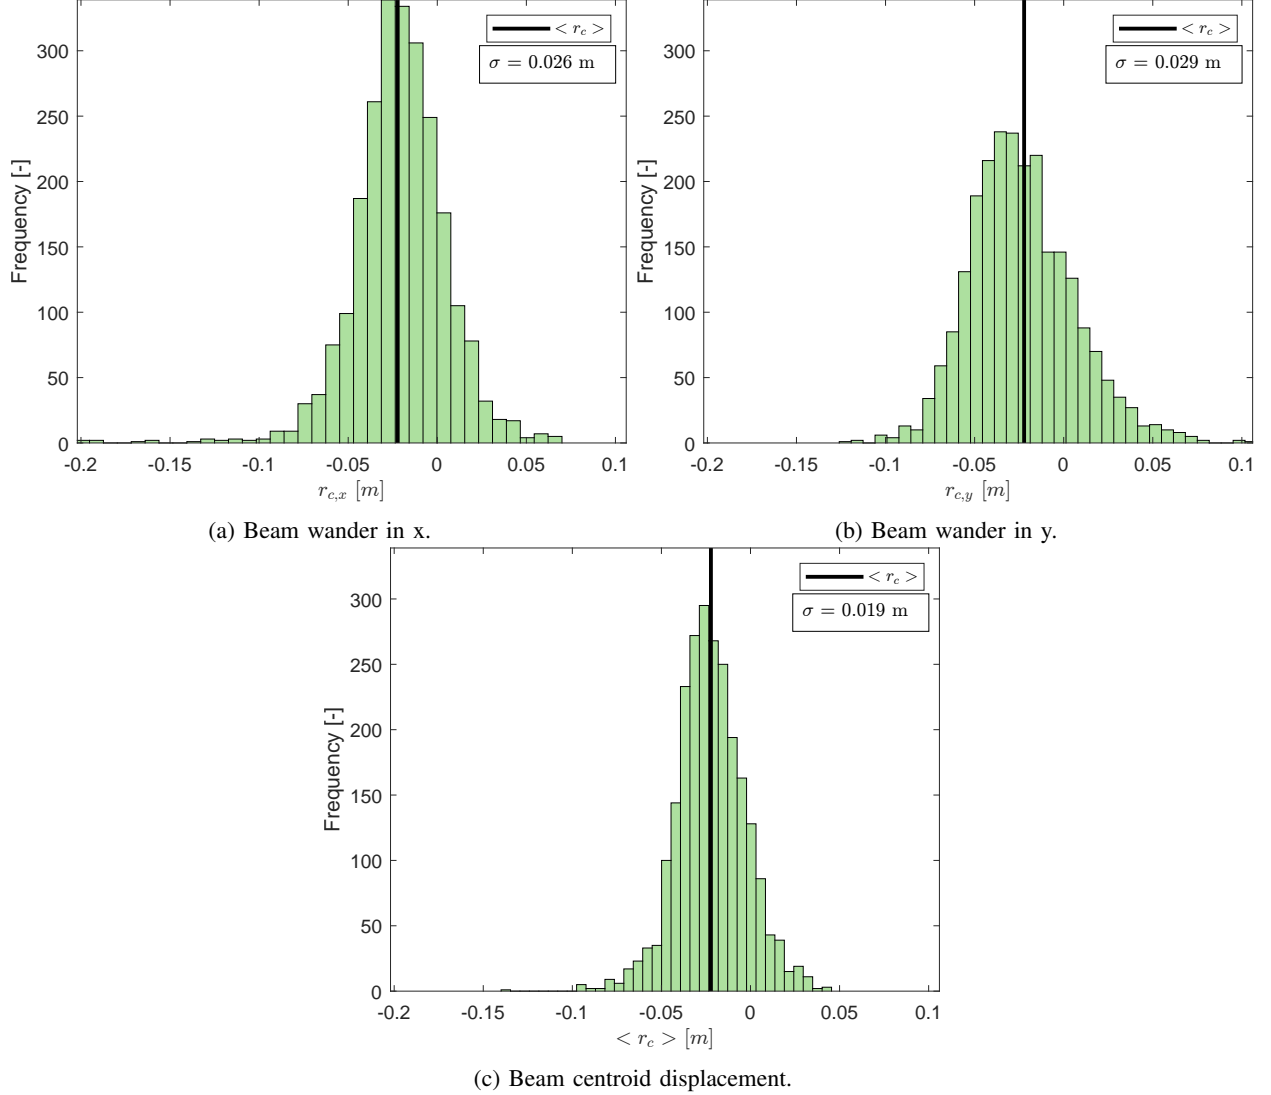 < r_c >
σ = 0.026 m
Frequency [-]
300
250
200
150
100
50
0
-0.2 -0.15 -0.1 -0.05 0 0.05 0.1
r_{c,x} [m]
(a) Beam wander in x.
< r_c >
σ = 0.029 m
Frequency [-]
300
250
200
150
100
50
0
-0.2 -0.15 -0.1 -0.05 0 0.05 0.1
r_{c,y} [m]
(b) Beam wander in y.
< r_c >
σ = 0.019 m
Frequency [-]
300
250
200
150
100
50
0
-0.2 -0.15 -0.1 -0.05 0 0.05 0.1
< r_c > [m]
(c) Beam centroid displacement.